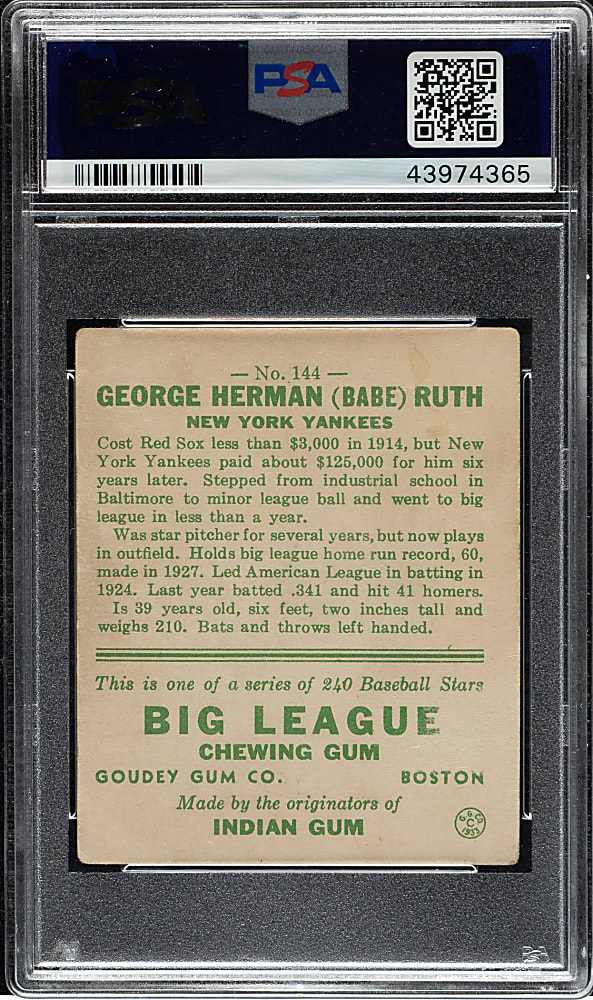 PSA
PSA
43974365
— No. 144 —
GEORGE HERMAN (BABE) RUTH
NEW YORK YANKEES
Cost Red Sox less than $3,000 in 1914, but New
York Yankees paid about $125,000 for him six
years later. Stepped from industrial school in
Baltimore to minor league ball and went to big
league in less than a year.
Was star pitcher for several years, but now plays
in outfield. Holds big league home run record, 60,
made in 1927. Led American League in batting in
1924. Last year batted .341 and hit 41 homers.
Is 39 years old, six feet, two inches tall and
weighs 210. Bats and throws left handed.
This is one of a series of 240 Baseball Stars
BIG LEAGUE
CHEWING GUM
GOUDEY GUM CO. BOSTON
Made by the originators of
INDIAN GUM
G.G.CO.
C
1933
PSA